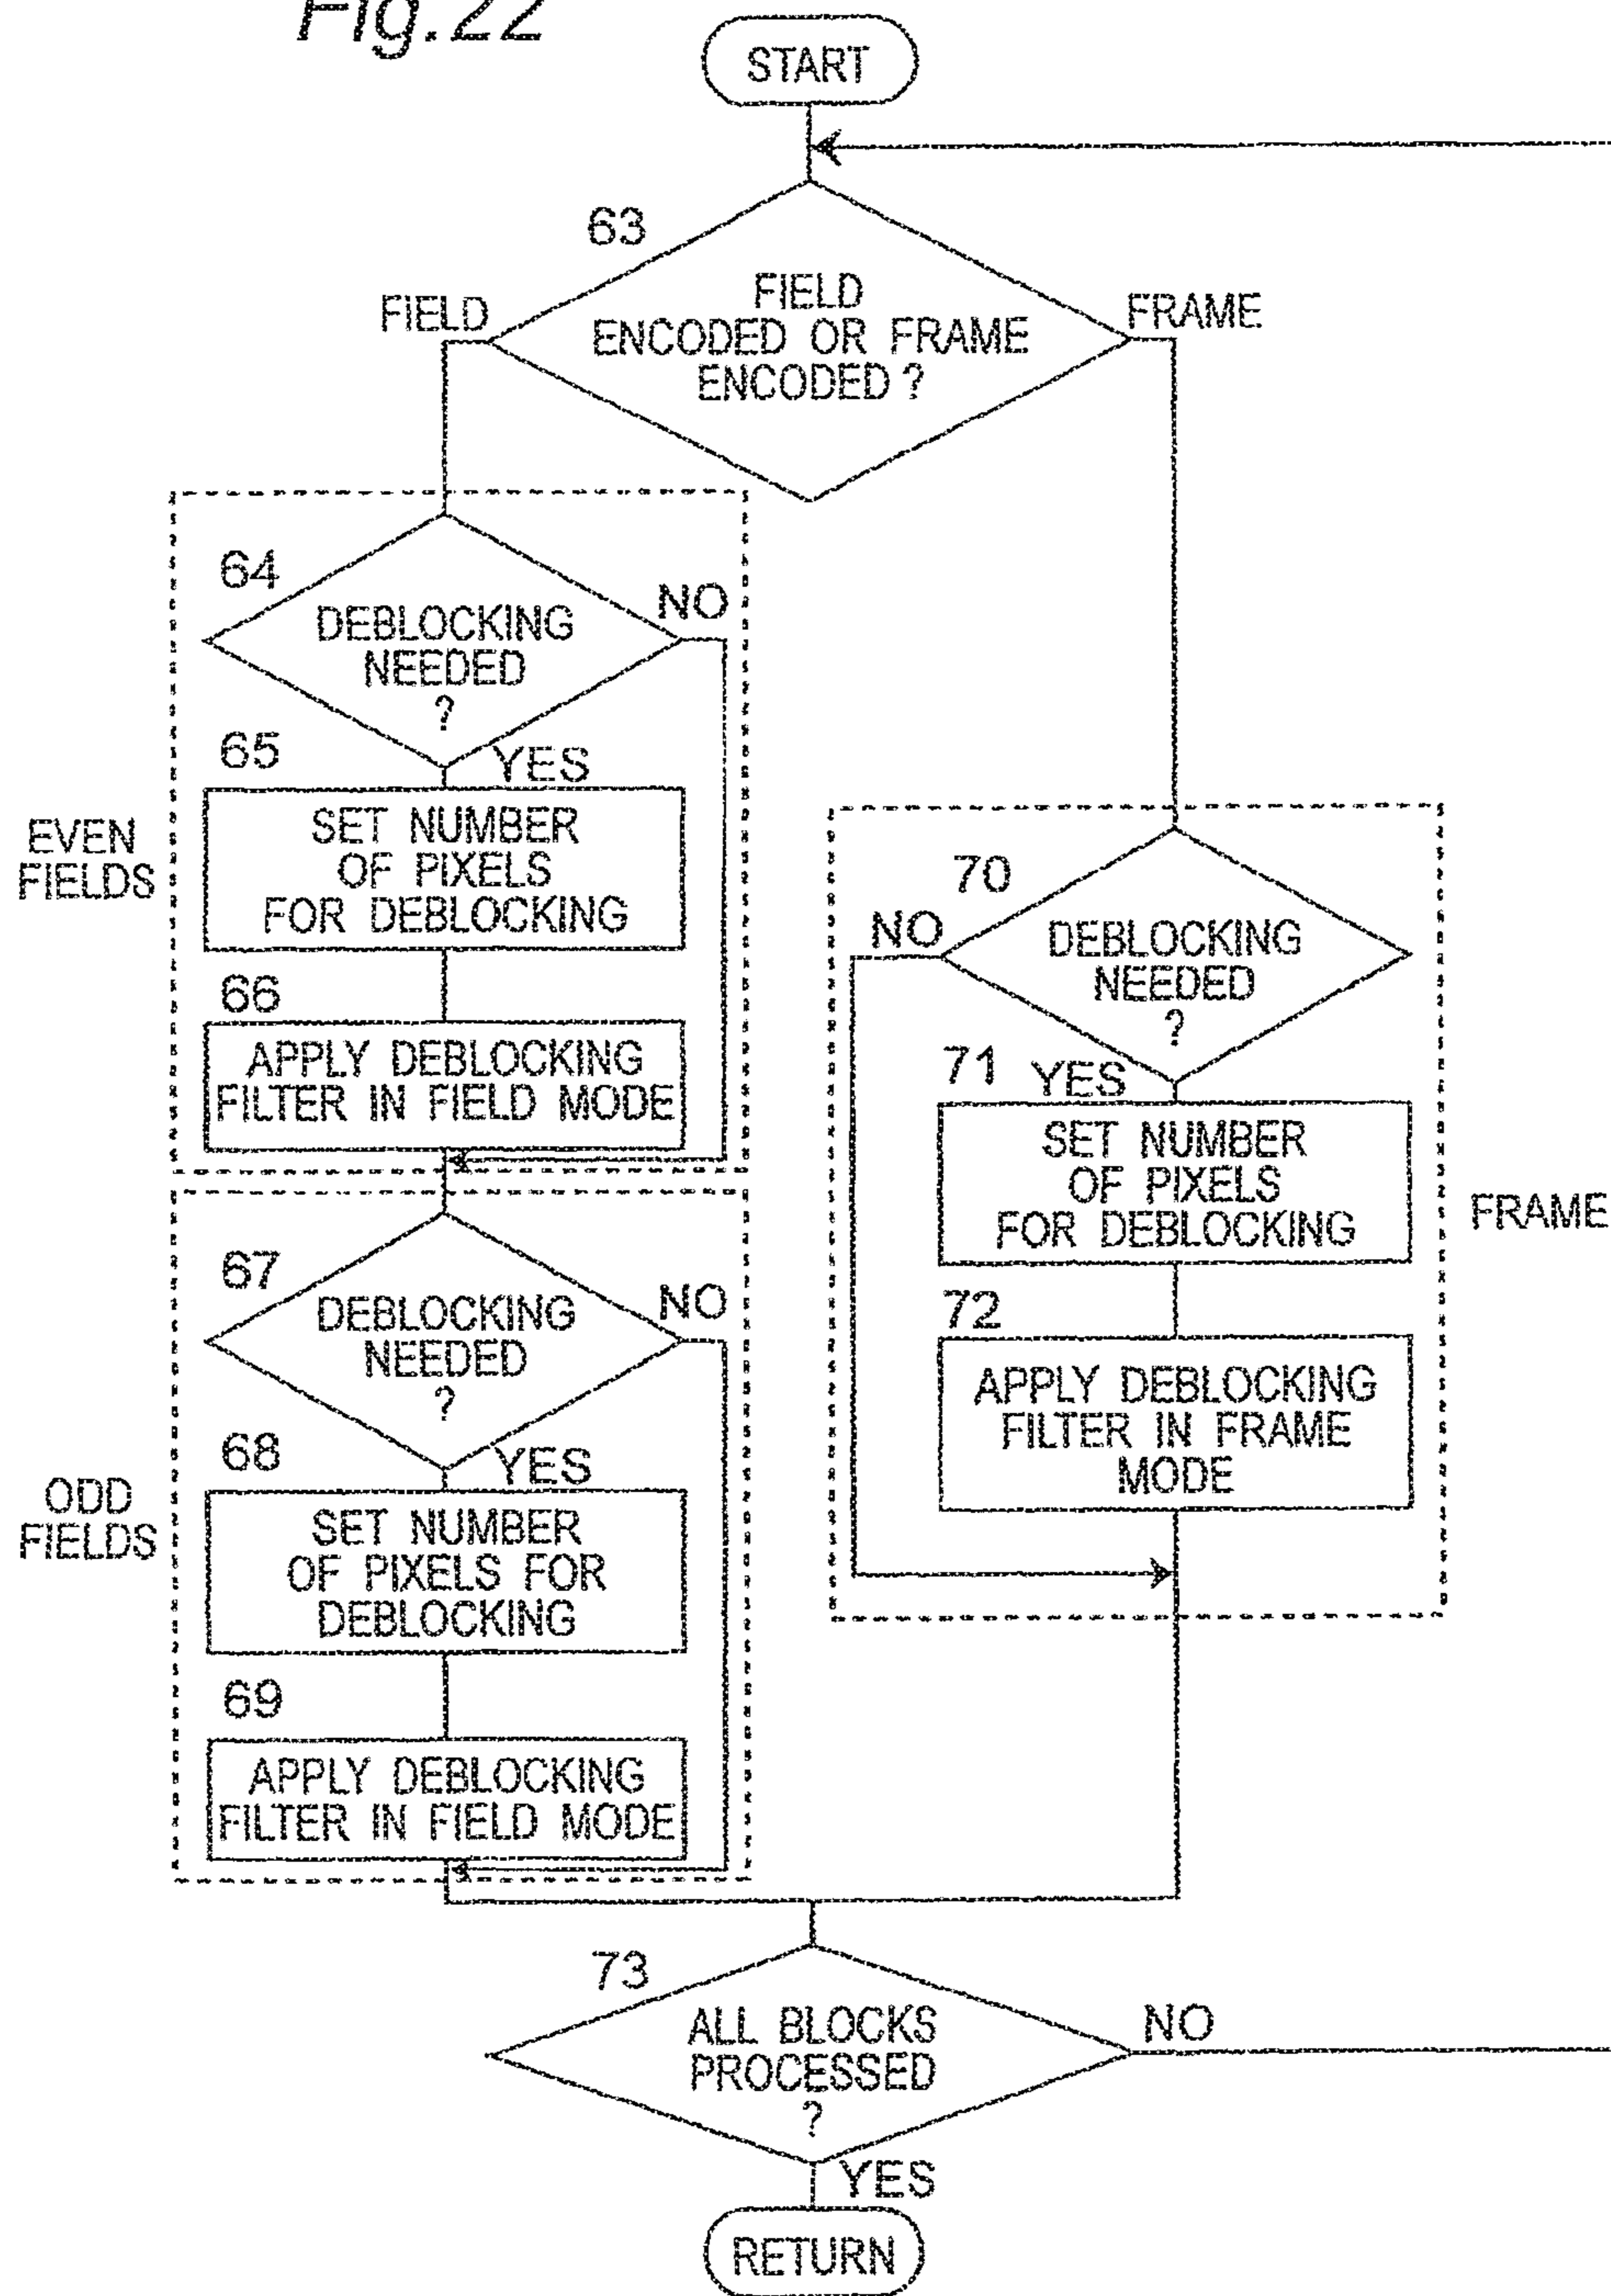 Fig.22
START
63
FIELD
ENCODED OR FRAME
ENCODED ?
FIELD
FRAME
EVEN
FIELDS
64
DEBLOCKING
NEEDED
?
NO
YES
65
SET NUMBER
OF PIXELS
FOR DEBLOCKING
66
APPLY DEBLOCKING
FILTER IN FIELD MODE
ODD
FIELDS
67
DEBLOCKING
NEEDED
?
NO
YES
68
SET NUMBER
OF PIXELS FOR
DEBLOCKING
69
APPLY DEBLOCKING
FILTER IN FIELD MODE
FRAME
70
DEBLOCKING
NEEDED
?
NO
YES
71
SET NUMBER
OF PIXELS
FOR DEBLOCKING
72
APPLY DEBLOCKING
FILTER IN FRAME
MODE
73
ALL BLOCKS
PROCESSED
?
NO
YES
RETURN